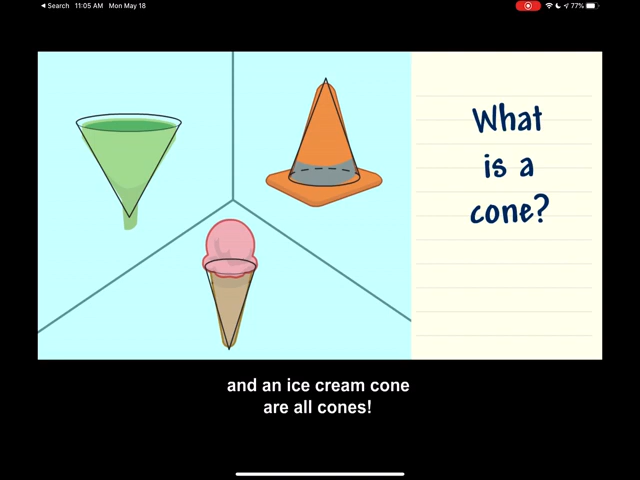 Search 11:05 AM Mon May 18 77%
What
is a
cone?
and an ice cream cone
are all cones!